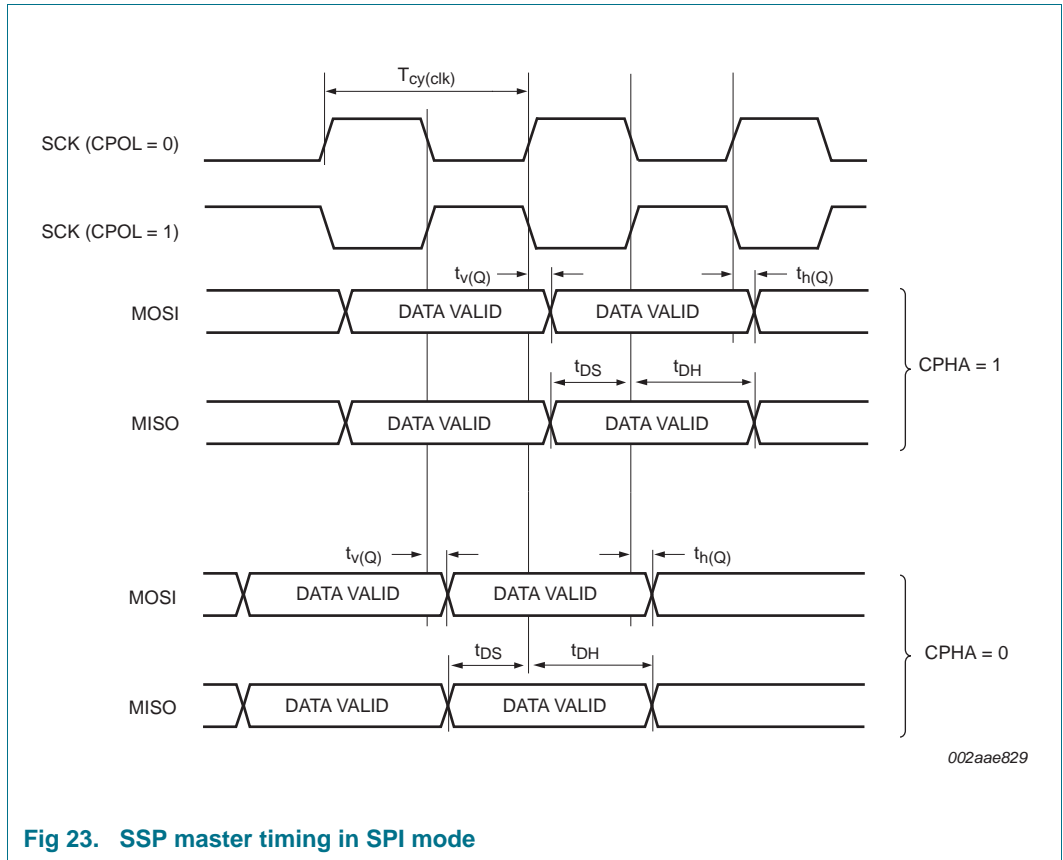 Tcy(clk)
SCK (CPOL = 0)
SCK (CPOL = 1)
tv(Q)
th(Q)
MOSI
DATA VALID
DATA VALID
tDS
tDH
CPHA = 1
MISO
DATA VALID
DATA VALID
tv(Q)
th(Q)
MOSI
DATA VALID
DATA VALID
tDS
tDH
CPHA = 0
MISO
DATA VALID
DATA VALID
002aae829
Fig 23. SSP master timing in SPI mode